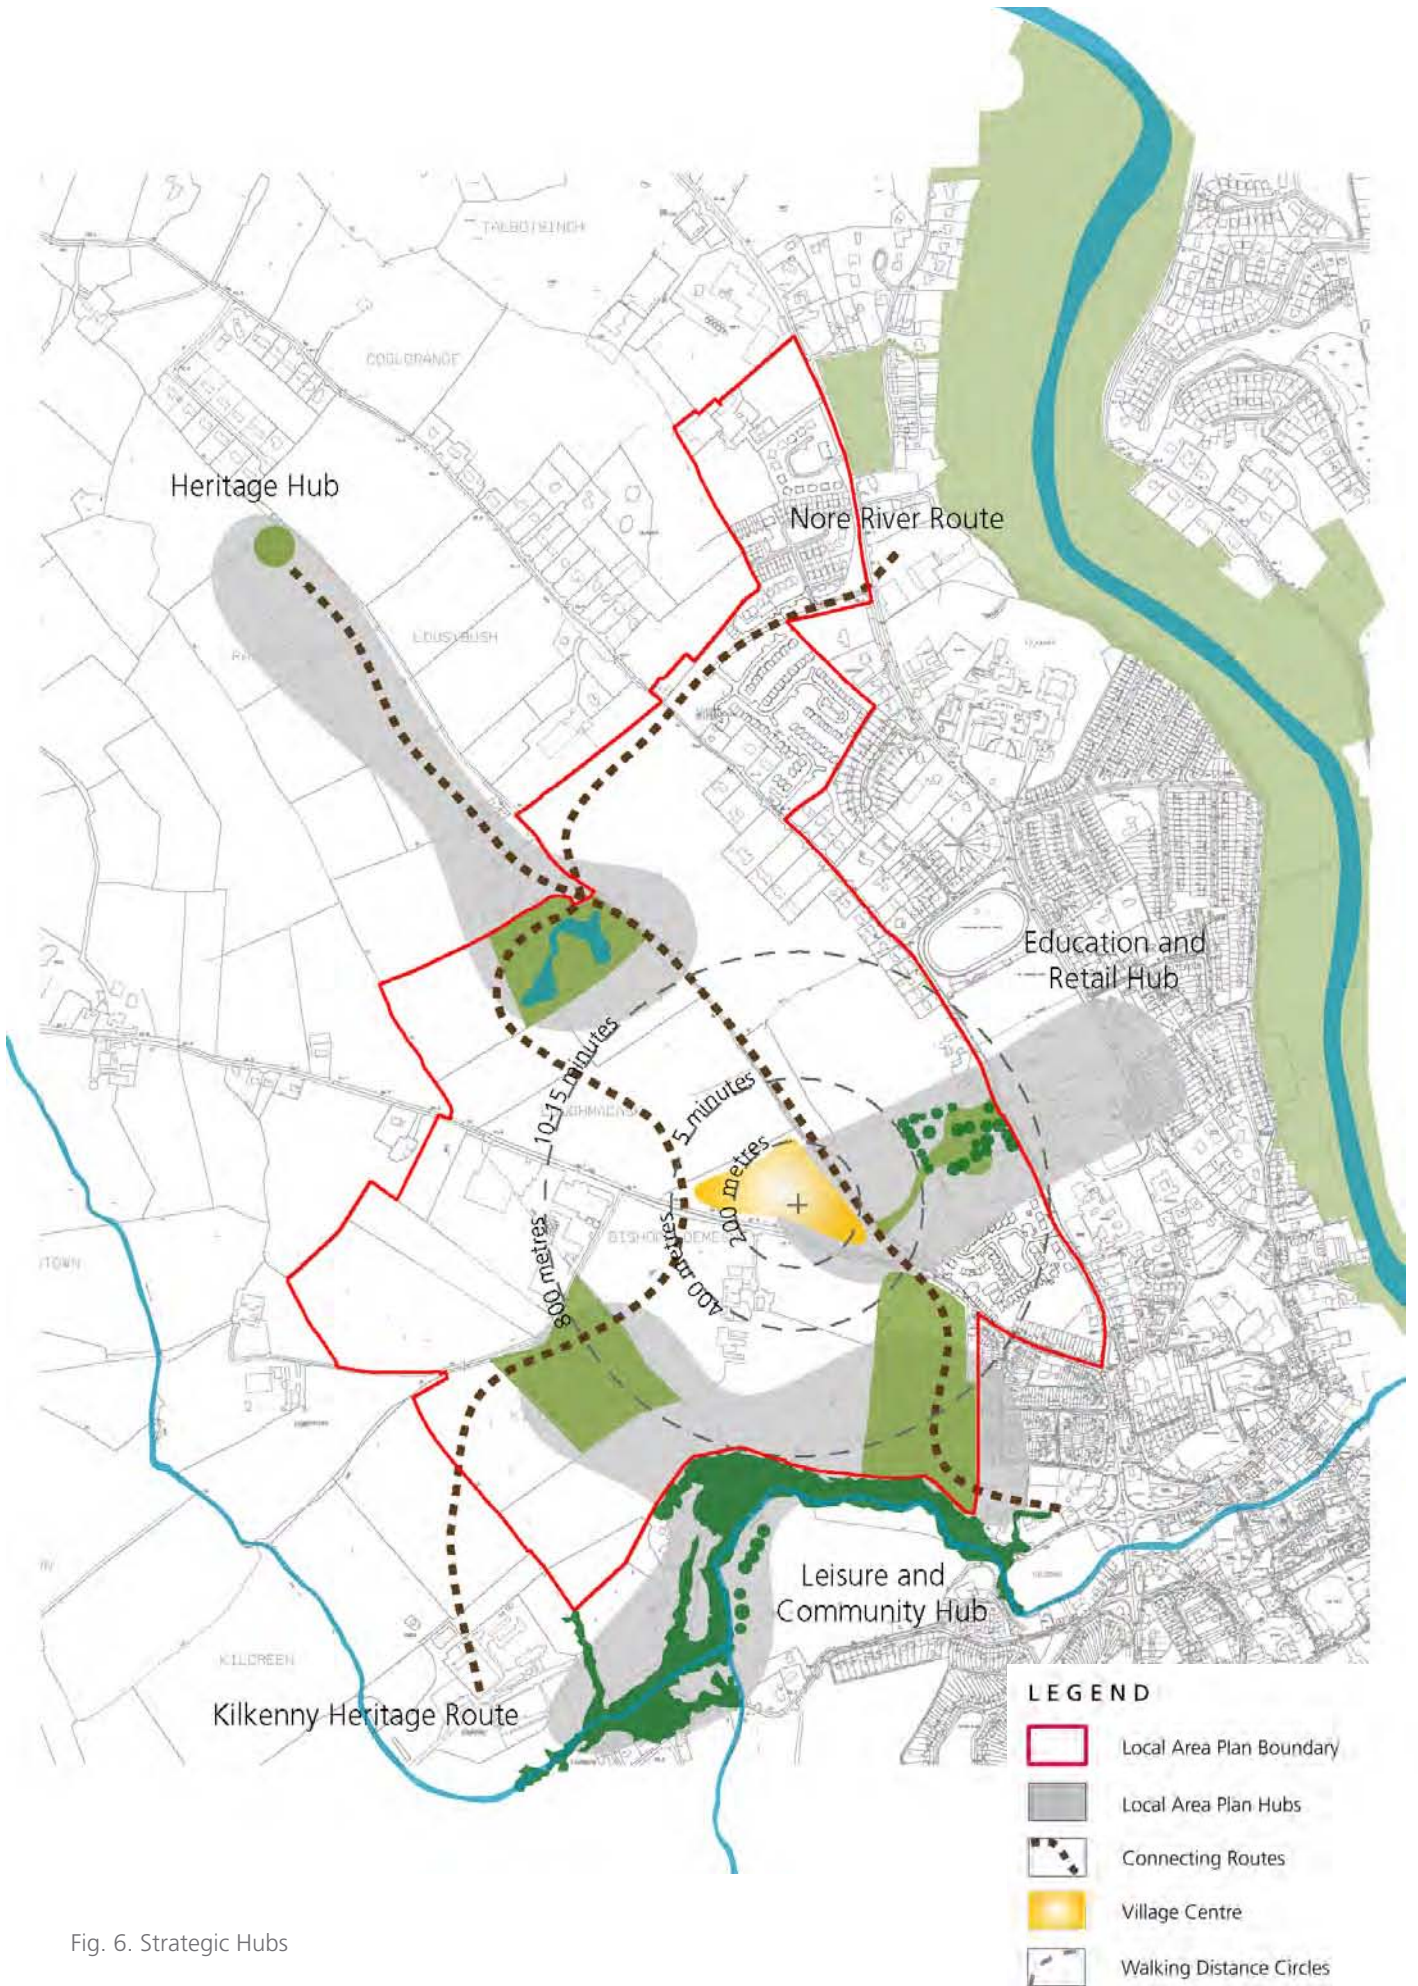 TALBOTSINCH
COOLGRANGE
Heritage Hub
Nore River Route
LOUSYBUSH
Education and
Retail Hub
10-15 minutes
5 minutes
200 metres
400 metres
800 metres
Leisure and
Community Hub
KILCREEN
Kilkenny Heritage Route
LEGEND
Local Area Plan Boundary
Local Area Plan Hubs
Connecting Routes
Village Centre
Walking Distance Circles
Fig. 6. Strategic Hubs